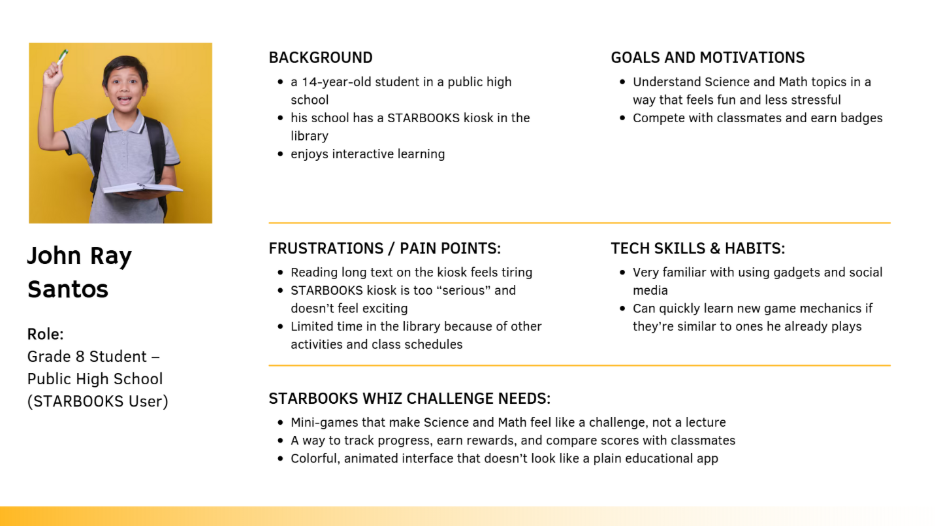 John Ray
Santos
Role:
Grade 8 Student –
Public High School
(STARBOOKS User)
BACKGROUND
• a 14-year-old student in a public high
school
• his school has a STARBOOKS kiosk in the
library
• enjoys interactive learning
GOALS AND MOTIVATIONS
• Understand Science and Math topics in a
way that feels fun and less stressful
• Compete with classmates and earn badges
FRUSTRATIONS / PAIN POINTS:
• Reading long text on the kiosk feels tiring
• STARBOOKS kiosk is too “serious” and
doesn’t feel exciting
• Limited time in the library because of other
activities and class schedules
TECH SKILLS & HABITS:
• Very familiar with using gadgets and social
media
• Can quickly learn new game mechanics if
they’re similar to ones he already plays
STARBOOKS WHIZ CHALLENGE NEEDS:
• Mini-games that make Science and Math feel like a challenge, not a lecture
• A way to track progress, earn rewards, and compare scores with classmates
• Colorful, animated interface that doesn’t look like a plain educational app